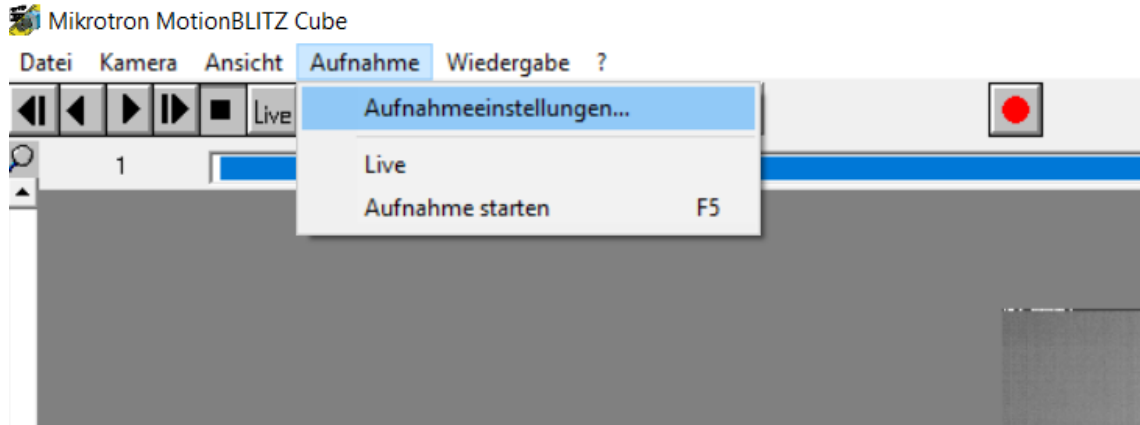 Mikrotron MotionBLITZ Cube
Datei Kamera Ansicht Aufnahme Wiedergabe ?
Live Aufnahmeeinstellungen...
1
Live
Aufnahme starten F5